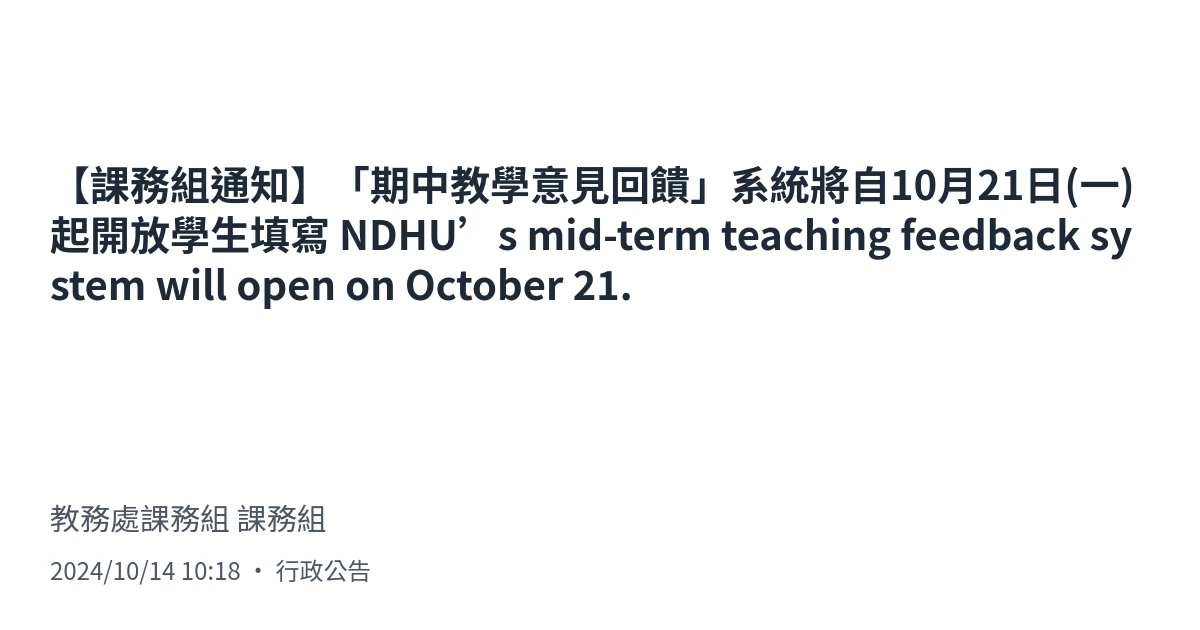 【課務組通知】「期中教學意見回饋」系統將自10月21日(一)
起開放學生填寫 NDHU’s mid-term teaching feedback sy
stem will open on October 21.
教務處課務組 課務組
2024/10/14 10:18 • 行政公告